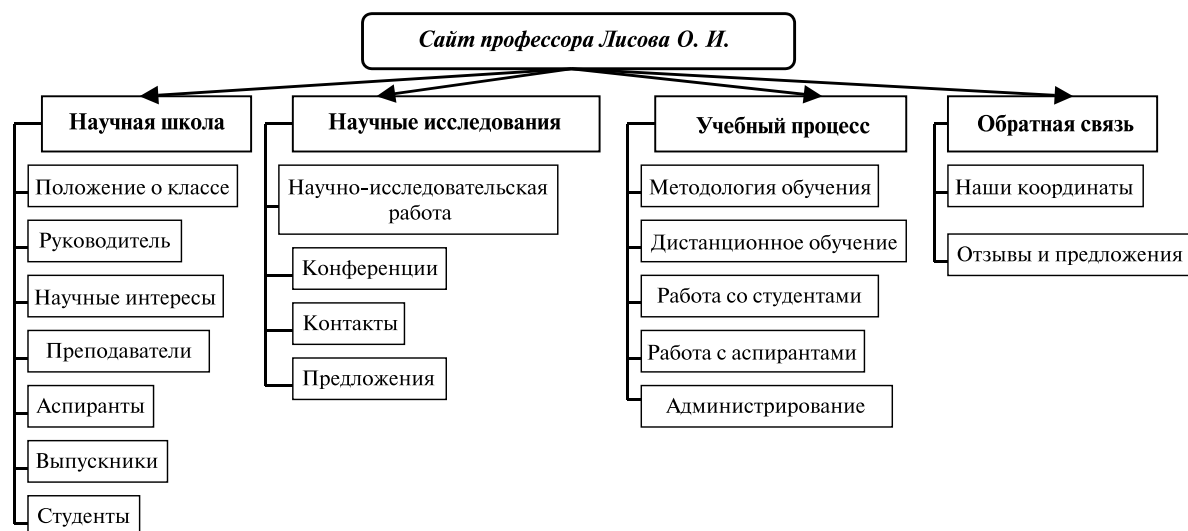 Сайт профессора Лисова О. И.
Научная школа
Положение о классе
Руководитель
Научные интересы
Преподаватели
Аспиранты
Выпускники
Студенты
Научные исследования
Научно-исследовательская
работа
Конференции
Контакты
Предложения
Учебный процесс
Методология обучения
Дистанционное обучение
Работа со студентами
Работа с аспирантами
Администрирование
Обратная связь
Наши координаты
Отзывы и предложения